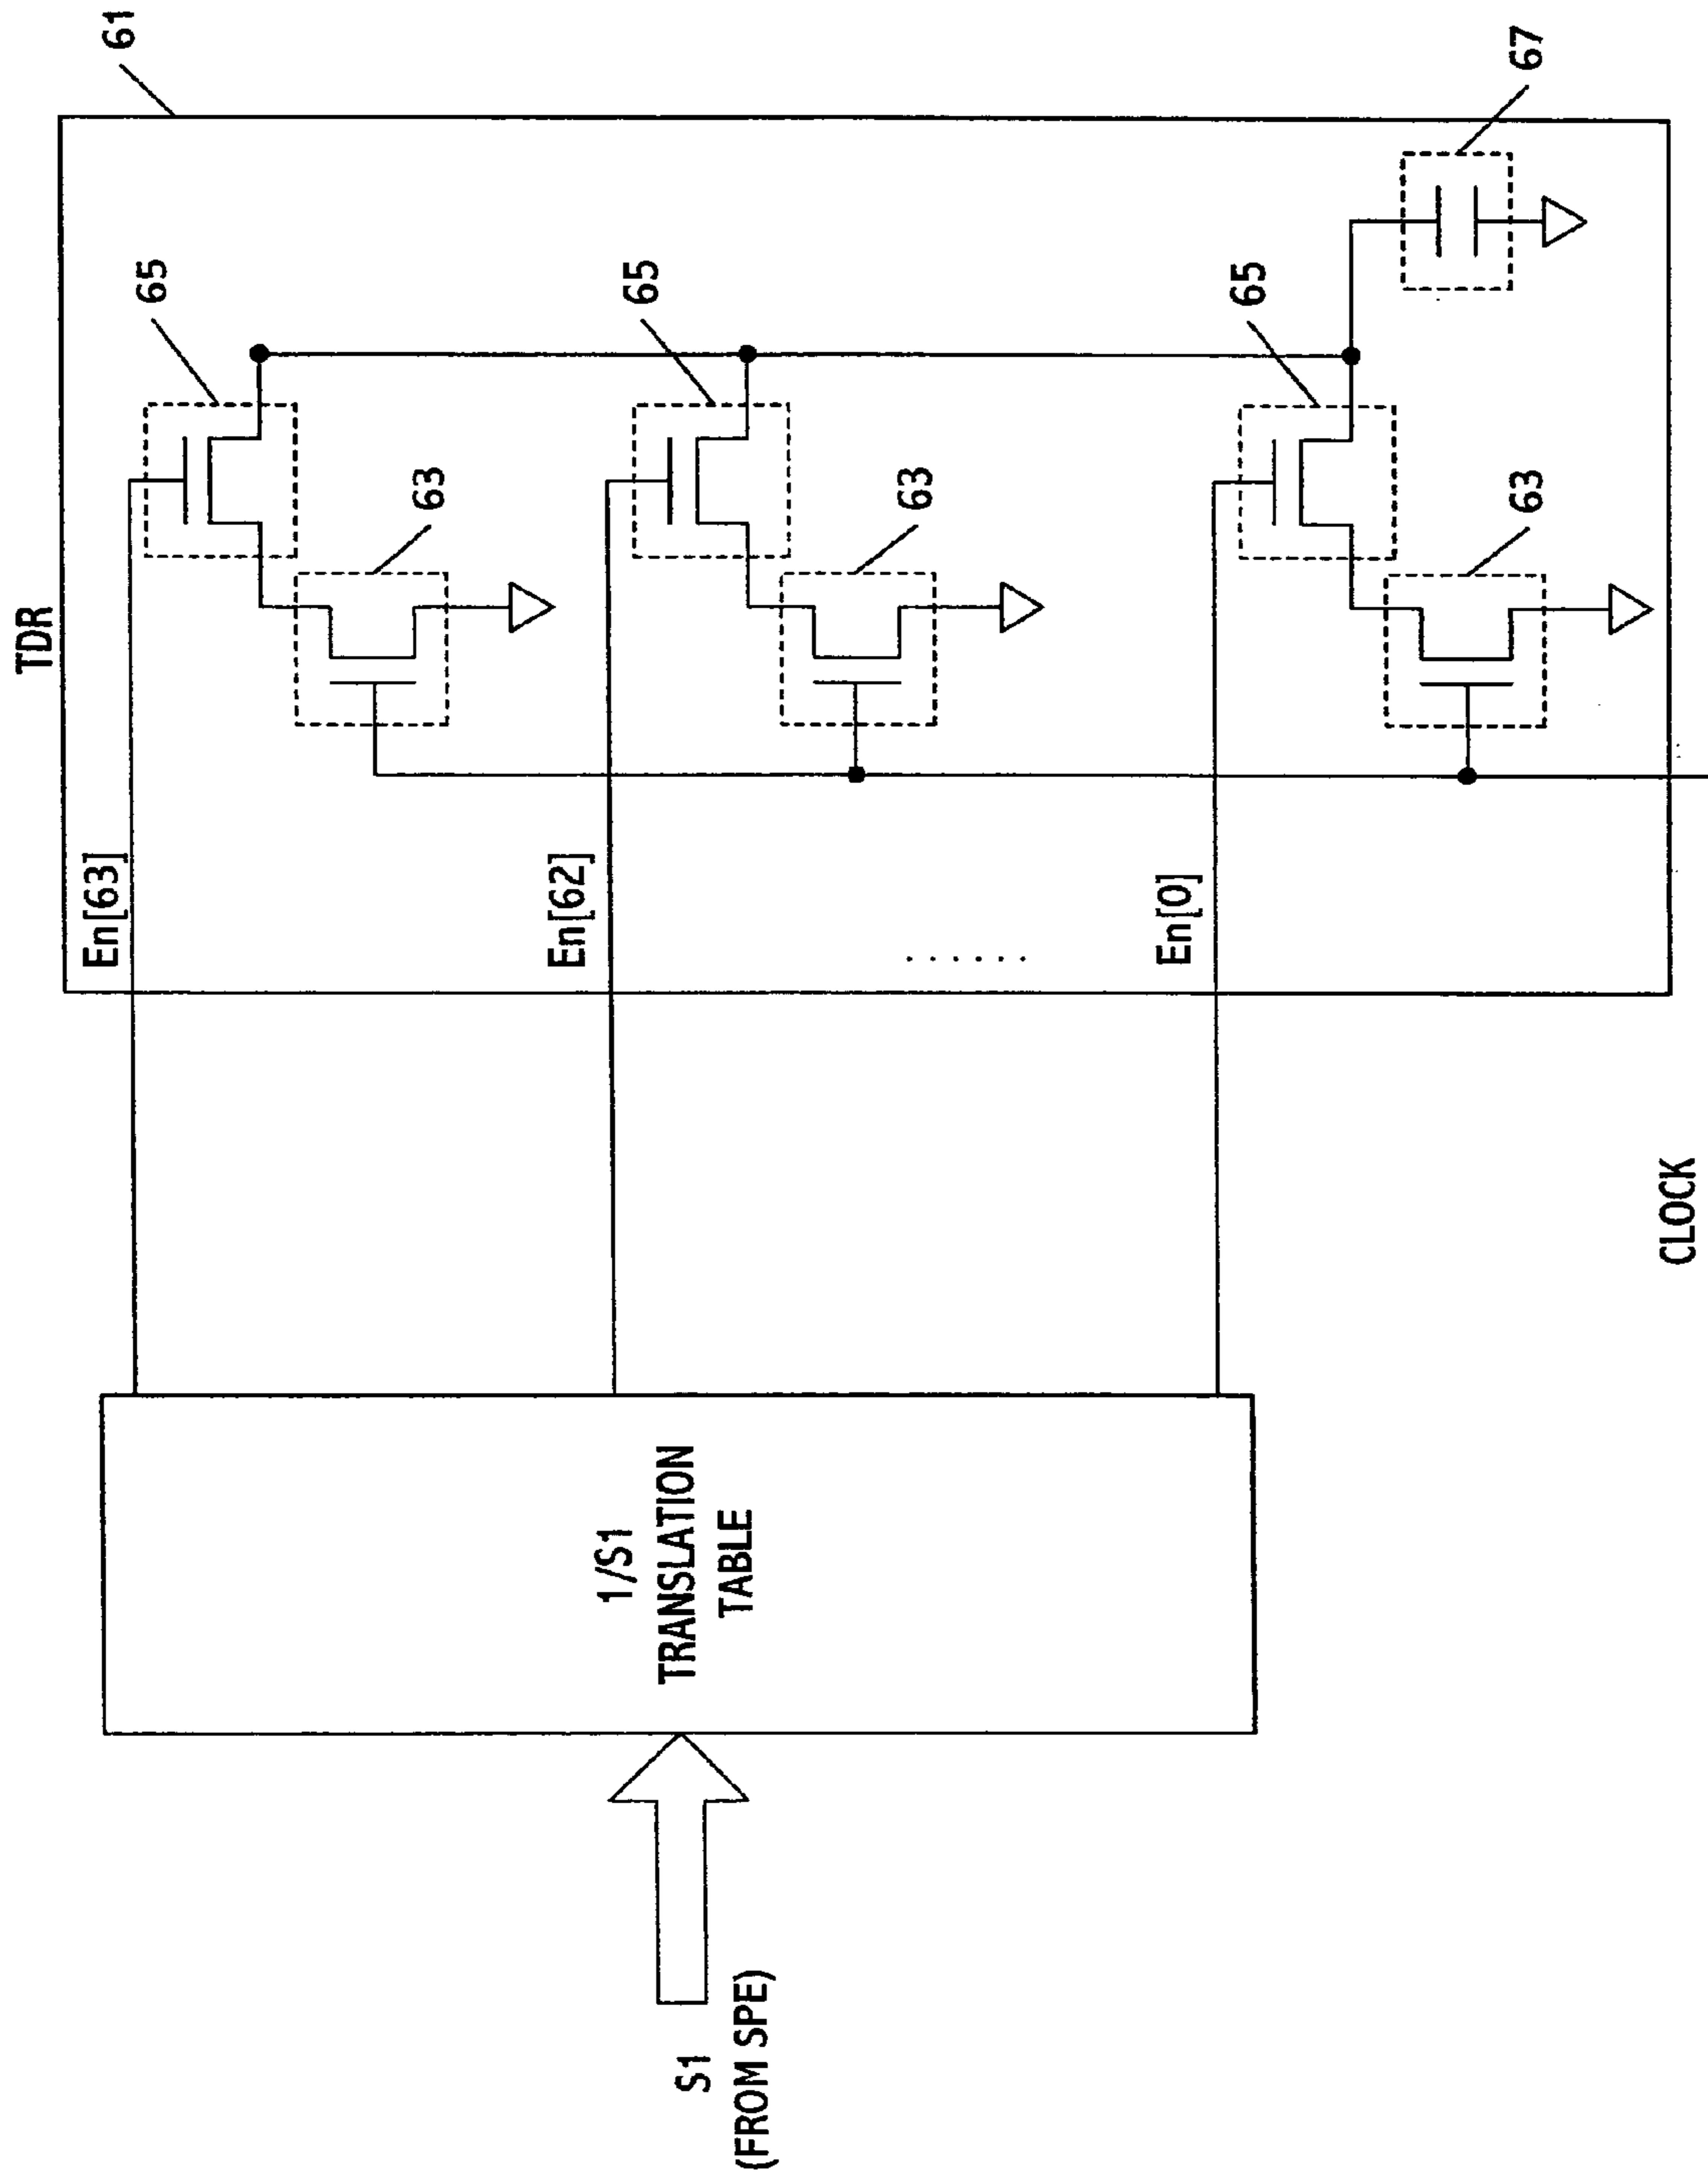 TDR
61
65
65
65
67
63
63
63
En[63]
En[62]
En[0]
......
CLOCK
1/S1
TRANSLATION
TABLE
S1
(FROM SPE)